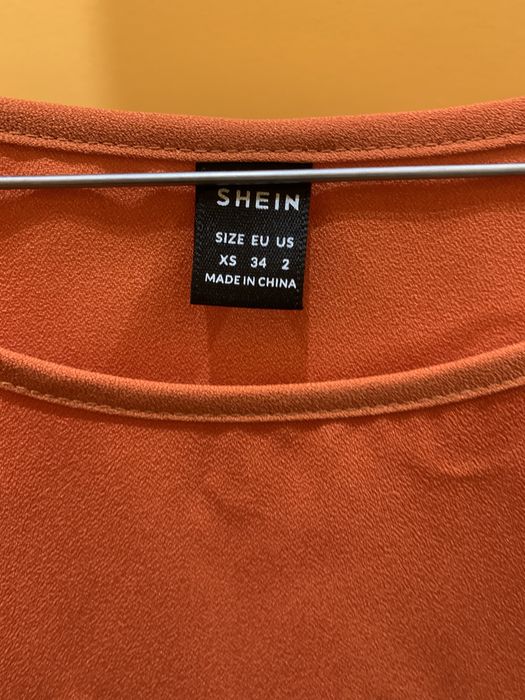 SHEIN
SIZE EU US
XS 34 2
MADE IN CHINA